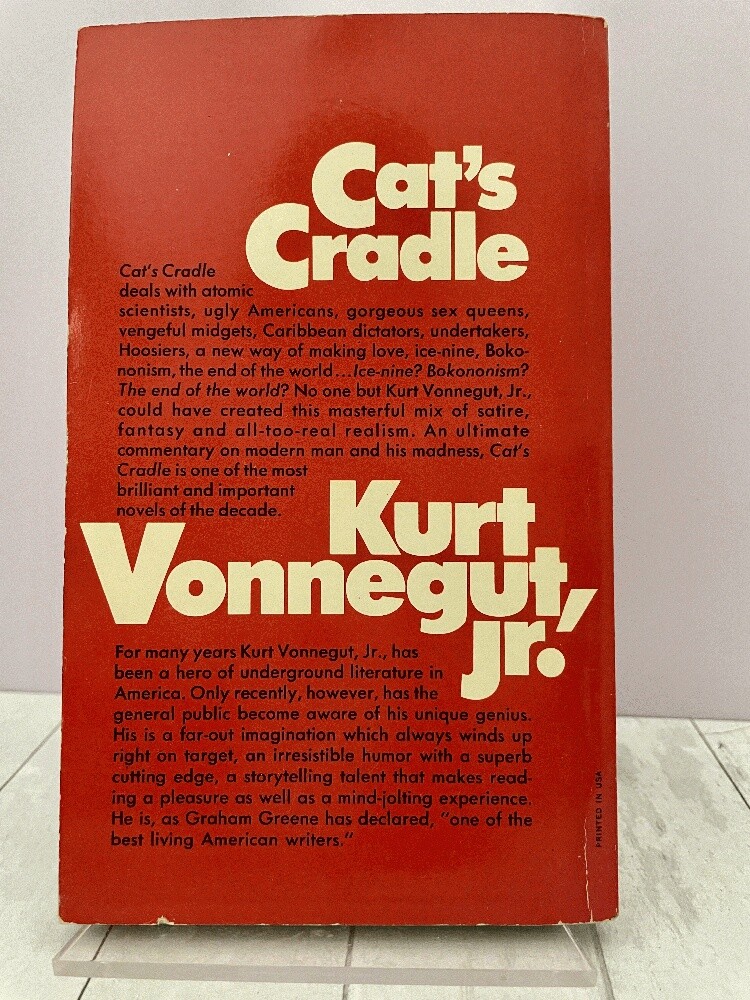 Cat's
Cradle
Cat's Cradle
deals with atomic
scientists, ugly Americans, gorgeous sex queens,
vengeful midgets, Caribbean dictators, undertakers,
Hoosiers, a new way of making love, ice-nine, Boko-
nonism, the end of the world...Ice-nine? Bokononism?
The end of the world? No one but Kurt Vonnegut, Jr.,
could have created this masterful mix of satire,
fantasy and all-too-real realism. An ultimate
commentary on modern man and his madness, Cat's
Cradle is one of the most
brilliant and important
novels of the decade.
Kurt
Vonnegut,
Jr.!
For many years Kurt Vonnegut, Jr., has
been a hero of underground literature in
America. Only recently, however, has the
general public become aware of his unique genius.
His is a far-out imagination which always winds up
right on target, an irresistible humor with a superb
cutting edge, a storytelling talent that makes read-
ing a pleasure as well as a mind-jolting experience.
He is, as Graham Greene has declared, "one of the
best living American writers."
PRINTED IN USA